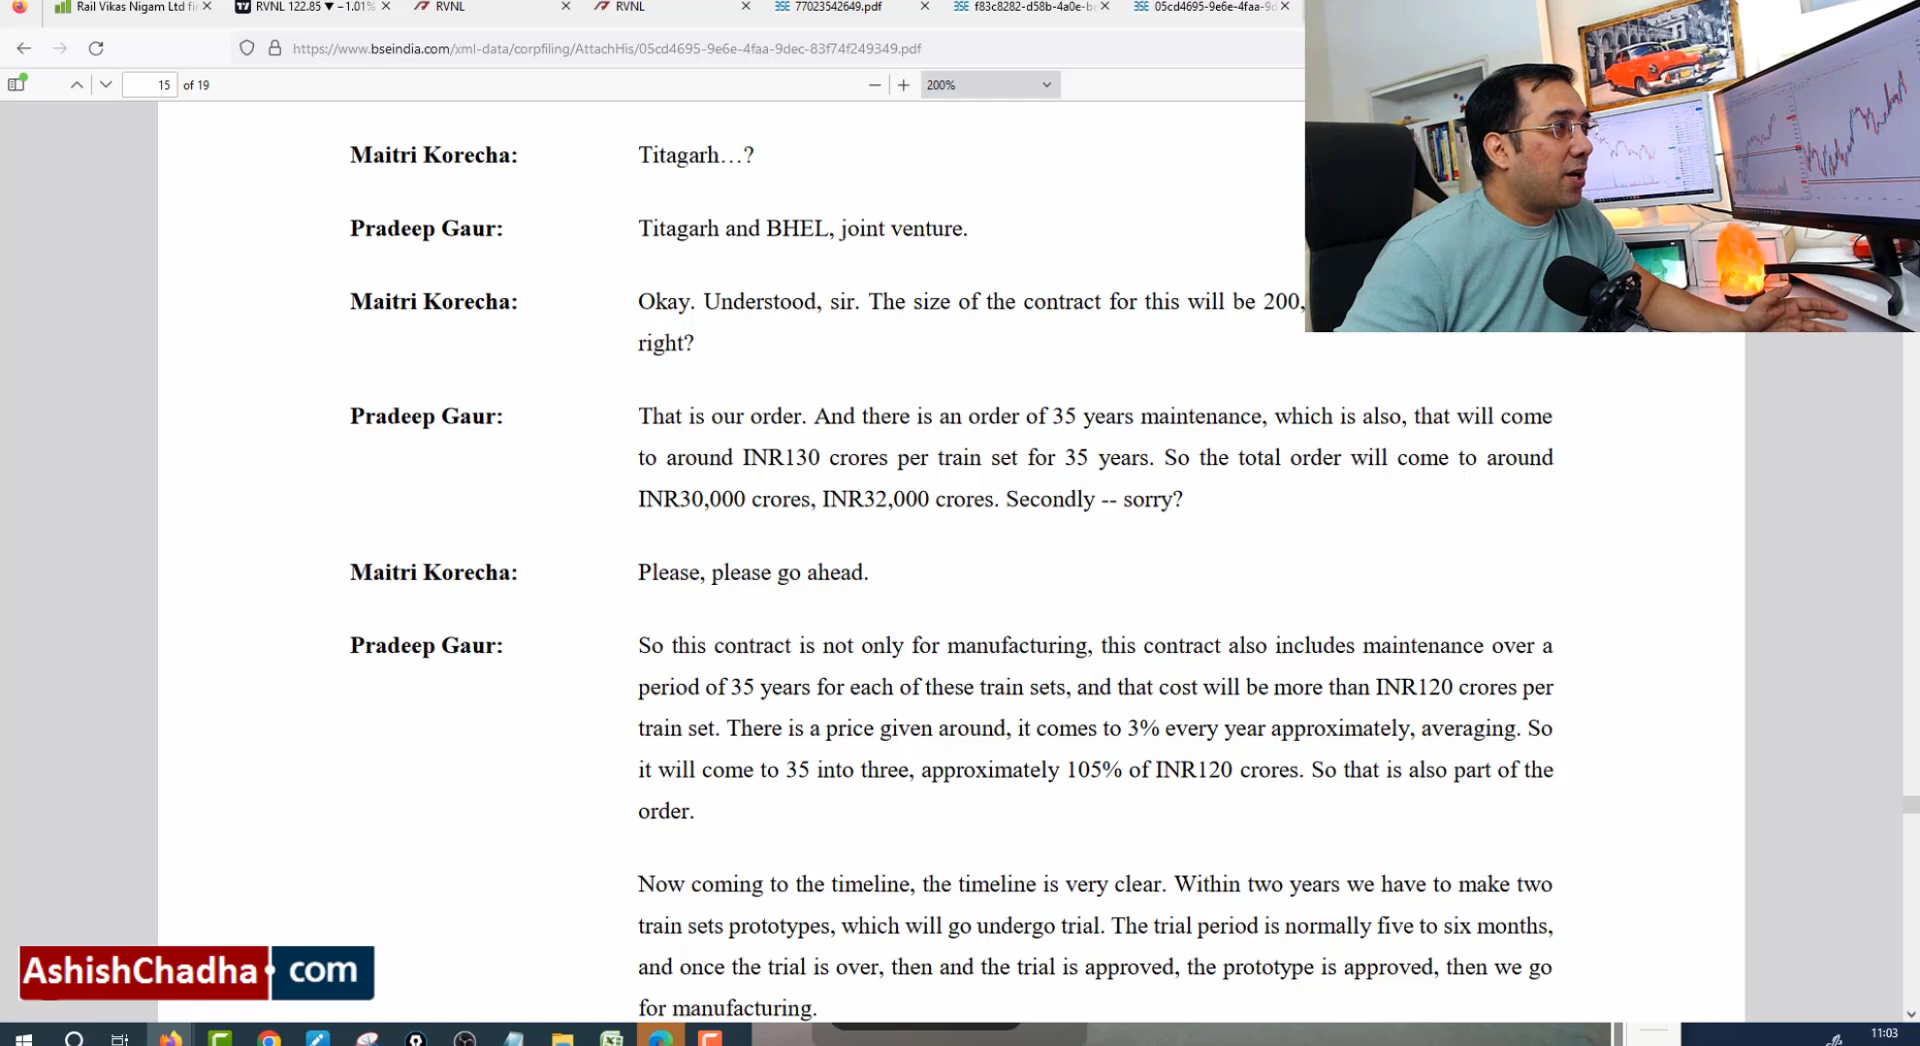 Rail Vikas Nigam Ltd fi
RVNL 122.85 ▼ −1.01%
RVNL
RVNL
77023542649.pdf
f83c8282-d58b-4a0e-b
05cd4695-9e6e-4faa-9d
https://www.bseindia.com/xml-data/corpfiling/AttachHis/05cd4695-9e6e-4faa-9dec-83f74f249349.pdf
15 of 19
200%
Maitri Korecha: Titagarh…?
Pradeep Gaur: Titagarh and BHEL, joint venture.
Maitri Korecha: Okay. Understood, sir. The size of the contract for this will be 200,
right?
Pradeep Gaur: That is our order. And there is an order of 35 years maintenance, which is also, that will come
to around INR130 crores per train set for 35 years. So the total order will come to around
INR30,000 crores, INR32,000 crores. Secondly -- sorry?
Maitri Korecha: Please, please go ahead.
Pradeep Gaur: So this contract is not only for manufacturing, this contract also includes maintenance over a
period of 35 years for each of these train sets, and that cost will be more than INR120 crores per
train set. There is a price given around, it comes to 3% every year approximately, averaging. So
it will come to 35 into three, approximately 105% of INR120 crores. So that is also part of the
order.
Now coming to the timeline, the timeline is very clear. Within two years we have to make two
train sets prototypes, which will go undergo trial. The trial period is normally five to six months,
and once the trial is over, then and the trial is approved, the prototype is approved, then we go
for manufacturing.
AshishChadha.com
11:03